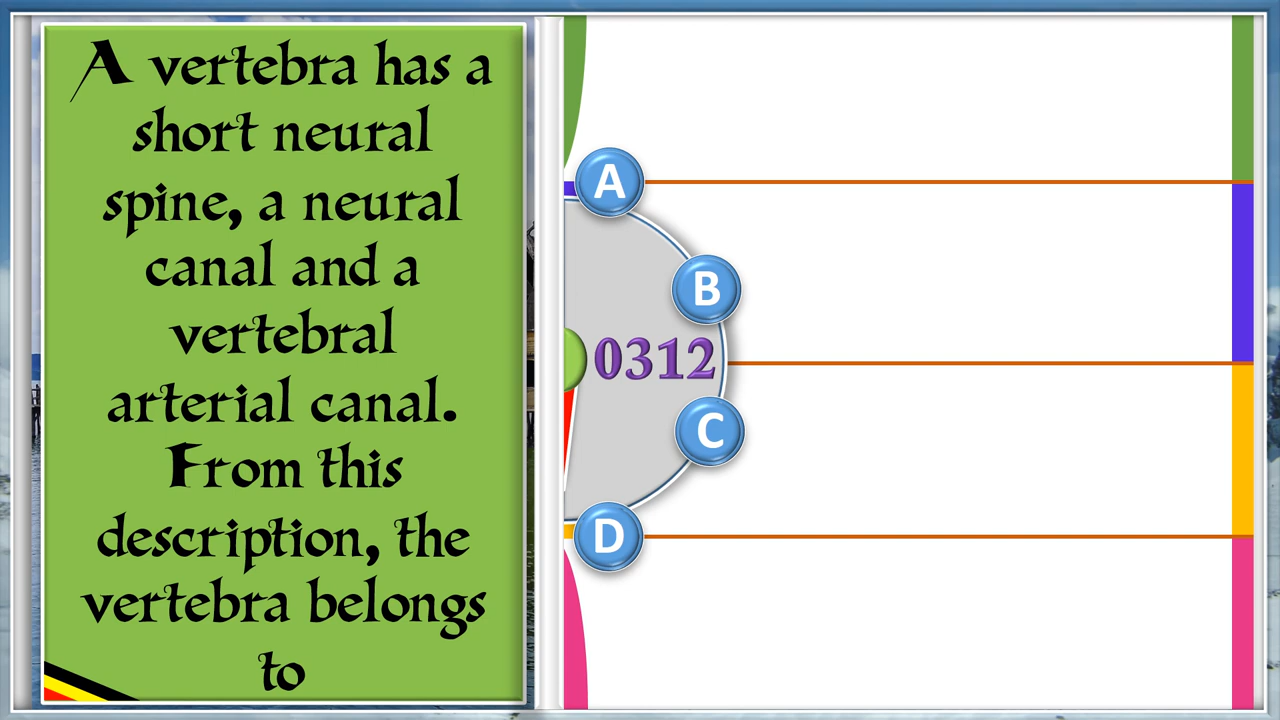 A vertebra has a
short neural
spine, a neural
canal and a
vertebral
arterial canal.
From this
description, the
vertebra belongs
to
A
B
0312
C
D